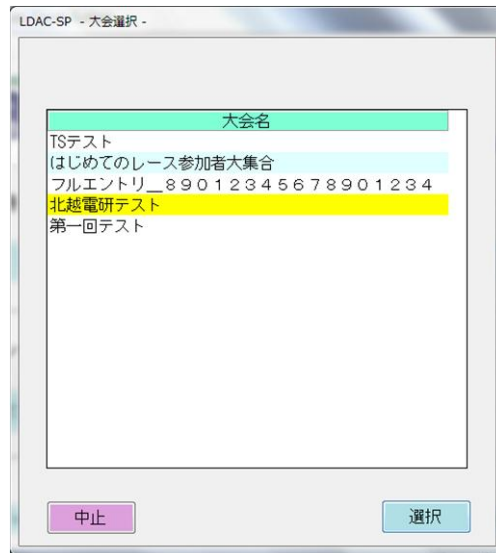 LDAC-SP - 大会選択 -
大会名
TSテスト
はじめてのレース参加者大集合
フルエントリ＿８９０１２３４５６７８９０１２３４
北越電研テスト
第一回テスト
中止
選択